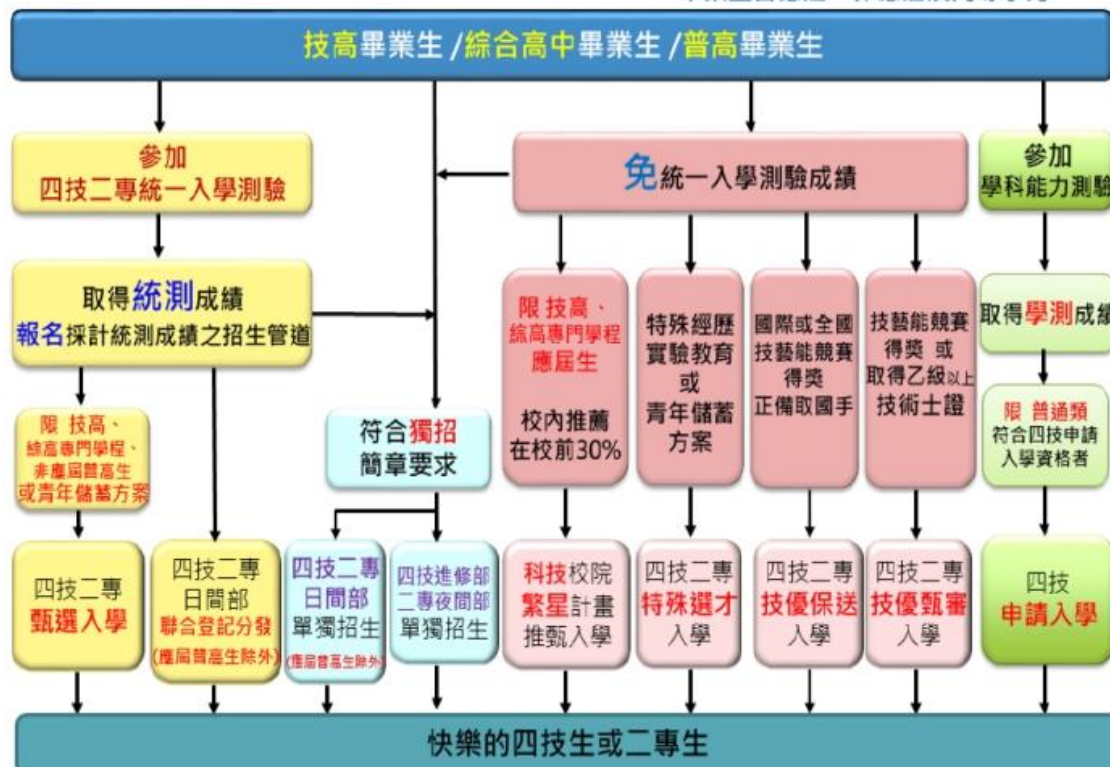 技高畢業生/綜合高中畢業生/普高畢業生
參加
四技二專統一入學測驗
免統一入學測驗成績
參加
學科能力測驗
取得統測成績
報名採計統測成績之招生管道
限 技高、
綜高專門學程
應屆生
校內推薦
在校前30%
特殊經歷
實驗教育
或
青年儲蓄
方案
國際或全國
技藝能競賽
得獎
正備取國手
技藝能競賽
得獎 或
取得乙級以上
技術士證
取得學測成績
限 技高、
綜高專門學程、
非應屆普高生
或青年儲蓄方案
符合獨招
簡章要求
限 普通類
符合四技申請
入學資格者
四技二專
甄選入學
四技二專
日間部
聯合登記分發
(應屆普高生除外)
四技二專
日間部
單獨招生
(應屆普高生除外)
四技進修部
二專夜間部
單獨招生
科技校院
繁星計畫
推甄入學
四技二專
特殊選才
入學
四技二專
技優保送
入學
四技二專
技優甄審
入學
四技
申請入學
快樂的四技生或二專生